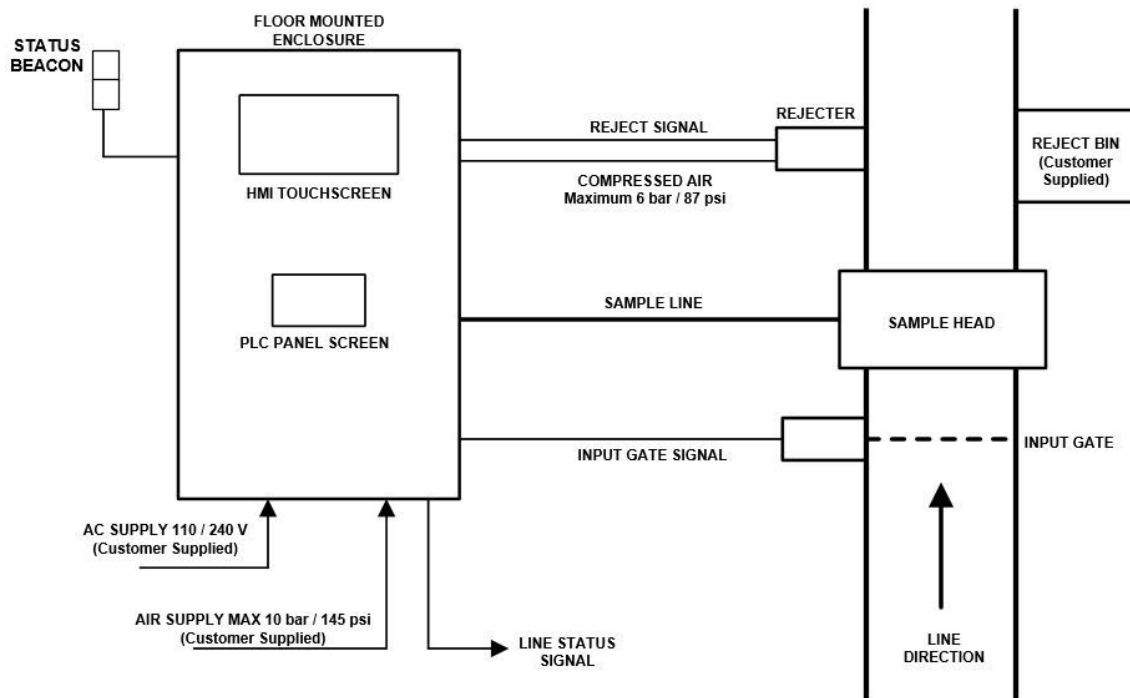 FLOOR MOUNTED
ENCLOSURE
STATUS
BEACON
HMI TOUCHSCREEN
PLC PANEL SCREEN
REJECT SIGNAL
COMPRESSED AIR
Maximum 6 bar / 87 psi
REJECTER
REJECT BIN
(Customer
Supplied)
SAMPLE LINE
SAMPLE HEAD
INPUT GATE SIGNAL
INPUT GATE
AC SUPPLY 110 / 240 V
(Customer Supplied)
AIR SUPPLY MAX 10 bar / 145 psi
(Customer Supplied)
LINE STATUS
SIGNAL
LINE
DIRECTION